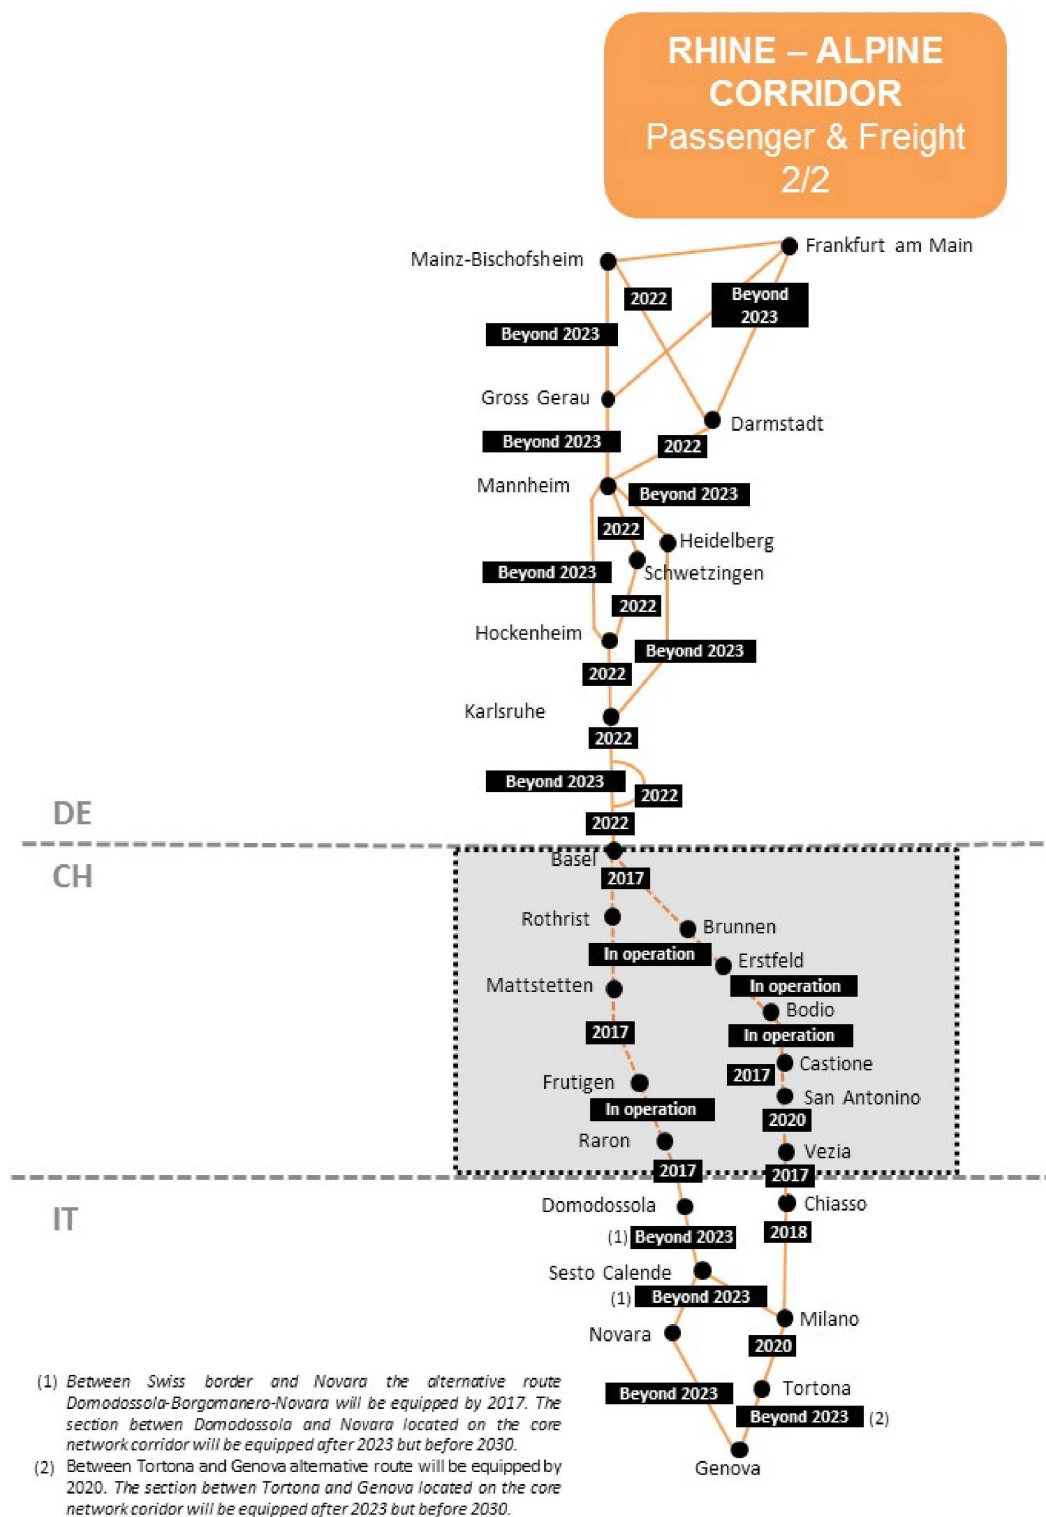 RHINE – ALPINE
CORRIDOR
Passenger & Freight
2/2
Frankfurt am Main
Mainz-Bischofsheim
2022
Beyond
2023
Beyond 2023
Gross Gerau
Darmstadt
Beyond 2023
2022
Mannheim
Beyond 2023
2022
Heidelberg
Beyond 2023
Schwetzingen
2022
Hockenheim
Beyond 2023
2022
Karlsruhe
2022
Beyond 2023
2022
DE
2022
Basel
CH
2017
Rothrist
Brunnen
In operation
Erstfeld
Mattstetten
In operation
Bodio
2017
In operation
Castione
2017
Frutigen
San Antonino
In operation
2020
Raron
Vezia
2017
2017
Domodossola
Chiasso
IT
(1) Beyond 2023
2018
Sesto Calende
(1) Beyond 2023
Milano
Novara
2020
Tortona
Beyond 2023
Beyond 2023 (2)
Genova
(1) Between Swiss border and Novara the alternative route
Domodossola-Borgomanero-Novara will be equipped by 2017. The
section betwen Domodossola and Novara located on the core
network corridor will be equipped after 2023 but before 2030.
(2) Between Tortona and Genova alternative route will be equipped by
2020. The section betwen Tortona and Genova located on the core
network coridor will be equipped after 2023 but before 2030.